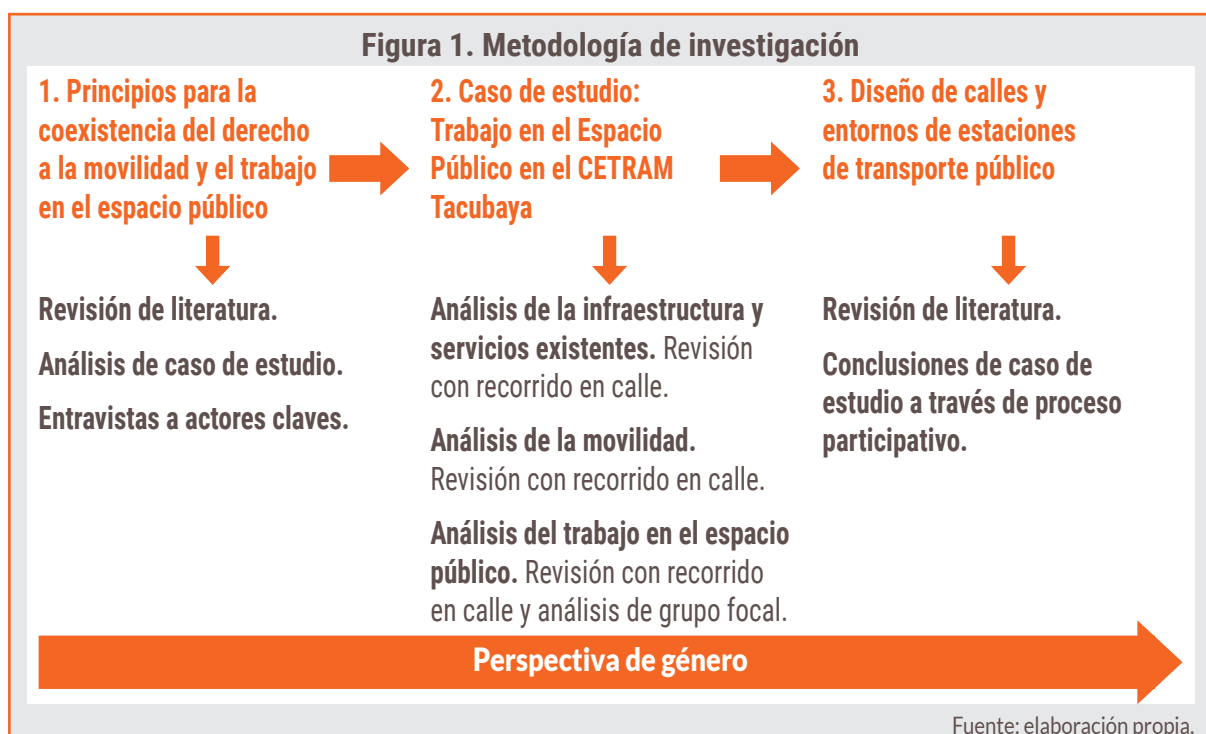 Figura 1. Metodología de investigación
1. Principios para la
coexistencia del derecho
a la movilidad y el trabajo
en el espacio público
2. Caso de estudio:
Trabajo en el Espacio
Público en el CETRAM
Tacubaya
3. Diseño de calles y
entornos de estaciones
de transporte público
Revisión de literatura.
Análisis de caso de estudio.
Entravistas a actores claves.
Análisis de la infraestructura y
servicios existentes. Revisión
con recorrido en calle.
Análisis de la movilidad.
Revisión con recorrido en calle.
Análisis del trabajo en el espacio
público. Revisión con recorrido
en calle y análisis de grupo focal.
Revisión de literatura.
Conclusiones de caso de
estudio a través de proceso
participativo.
Perspectiva de género
Fuente: elaboración propia.